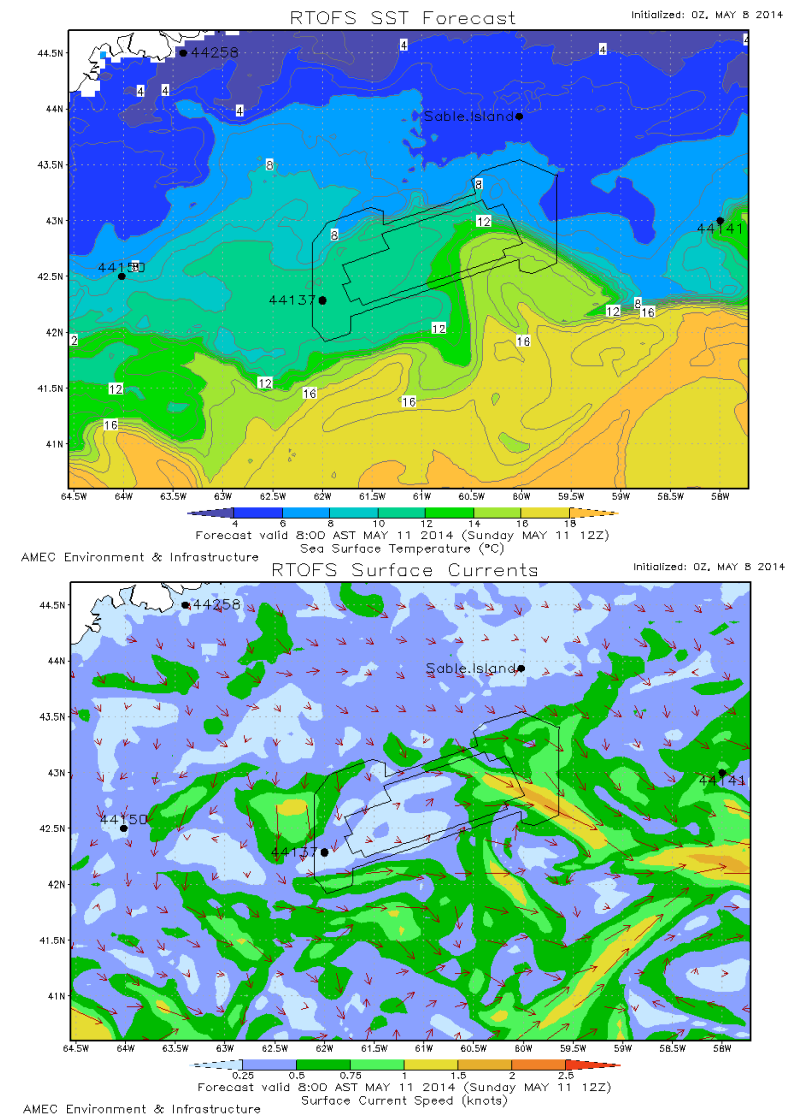 RTOFS SST Forecast
Initialized: 0Z, MAY 8 2014
44.5N
44N
43.5N
43N
42.5N
42N
41.5N
41N
44258
Sable.Island
44141
44150
44137
4
4
4
4
4
4
8
8
8
8
8
12
12
12
12
12
2
16
16
16
16
16
64.5W 64W 63.5W 63W 62.5W 62W 61.5W 61W 60.5W 60W 59.5W 59W 58.5W 58W
4 6 8 10 12 14 16 18
Forecast valid 8:00 AST MAY 11 2014 (Sunday MAY 11 12Z)
Sea Surface Temperature (°C)
AMEC Environment & Infrastructure
RTOFS Surface Currents
Initialized: 0Z, MAY 8 2014
44.5N
44N
43.5N
43N
42.5N
42N
41.5N
41N
44258
Sable.Island
44141
44150
44137
64.5W 64W 63.5W 63W 62.5W 62W 61.5W 61W 60.5W 60W 59.5W 59W 58.5W 58W
0.25 0.5 0.75 1 1.5 2 2.5
Forecast valid 8:00 AST MAY 11 2014 (Sunday MAY 11 12Z)
Surface Current Speed (knots)
AMEC Environment & Infrastructure